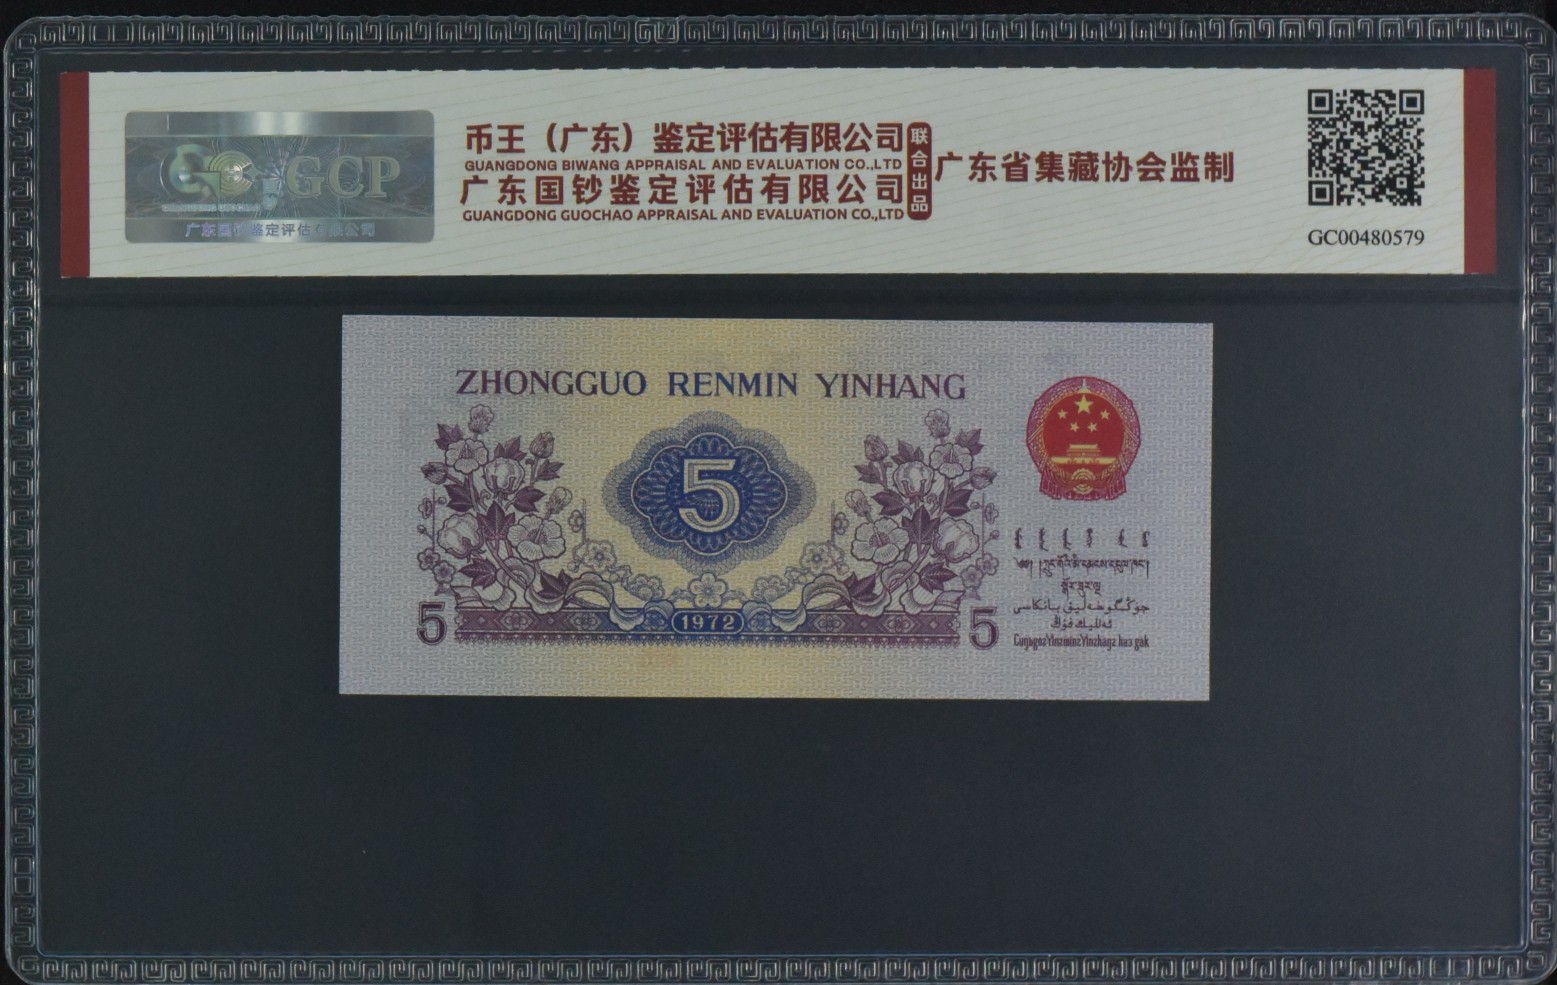 GCP
广东国钞鉴定评估有限公司
币王（广东）鉴定评估有限公司
GUANGDONG BIWANG APPRAISAL AND EVALUATION CO.,LTD
广东国钞鉴定评估有限公司
GUANGDONG GUOCHAO APPRAISAL AND EVALUATION CO.,LTD
联合出品
广东省集藏协会监制
GC00480579
ZHONGGUO RENMIN YINHANG
5
5
1972
5
جۇڭگو خەلىق بانكاسى